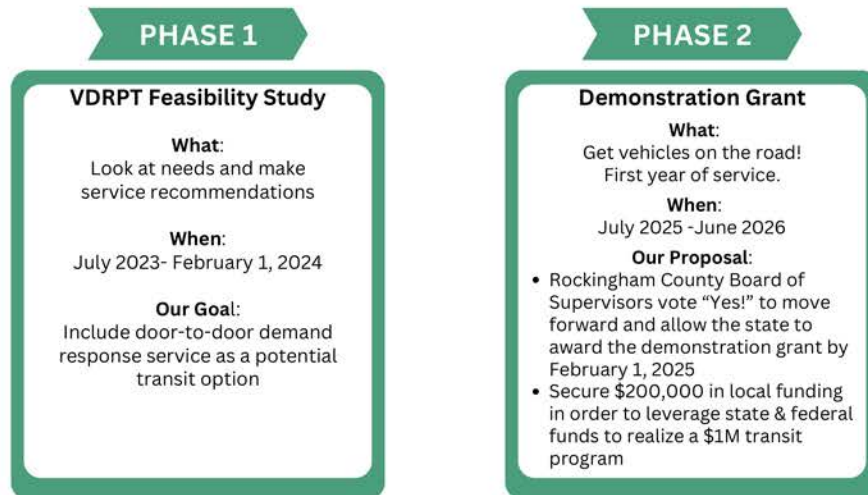 PHASE 1
VDRPT Feasibility Study
What:
Look at needs and make
service recommendations
When:
July 2023- February 1, 2024
Our Goal:
Include door-to-door demand
response service as a potential
transit option
PHASE 2
Demonstration Grant
What:
Get vehicles on the road!
First year of service.
When:
July 2025 -June 2026
Our Proposal:
• Rockingham County Board of
Supervisors vote “Yes!” to move
forward and allow the state to
award the demonstration grant by
February 1, 2025
• Secure $200,000 in local funding
in order to leverage state & federal
funds to realize a $1M transit
program